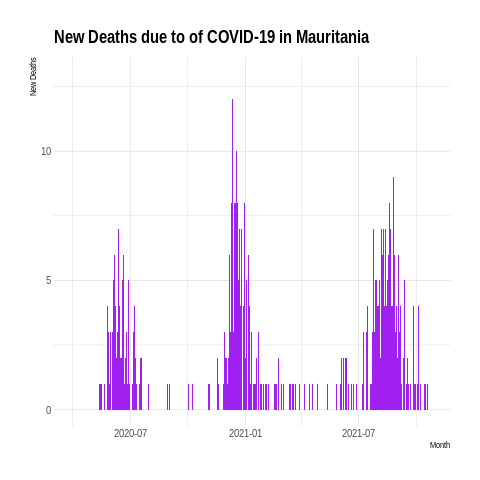 New Deaths due to of COVID-19 in Mauritania
New Deaths
10
5
0
2020-07 2021-01 2021-07
Month